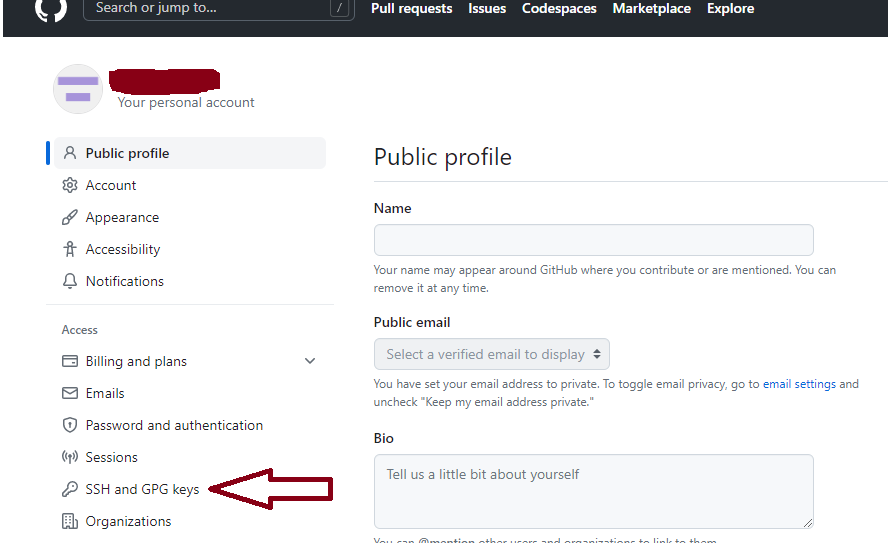 Search or jump to...
/
Pull requests Issues Codespaces Marketplace Explore
Your personal account
Public profile
Account
Appearance
Accessibility
Notifications
Access
Billing and plans
Emails
Password and authentication
Sessions
SSH and GPG keys
Organizations
Public profile
Name
Your name may appear around GitHub where you contribute or are mentioned. You can
remove it at any time.
Public email
Select a verified email to display
You have set your email address to private. To toggle email privacy, go to email settings and
uncheck "Keep my email address private."
Bio
Tell us a little bit about yourself
You can @mention other users and organizations to link to them.